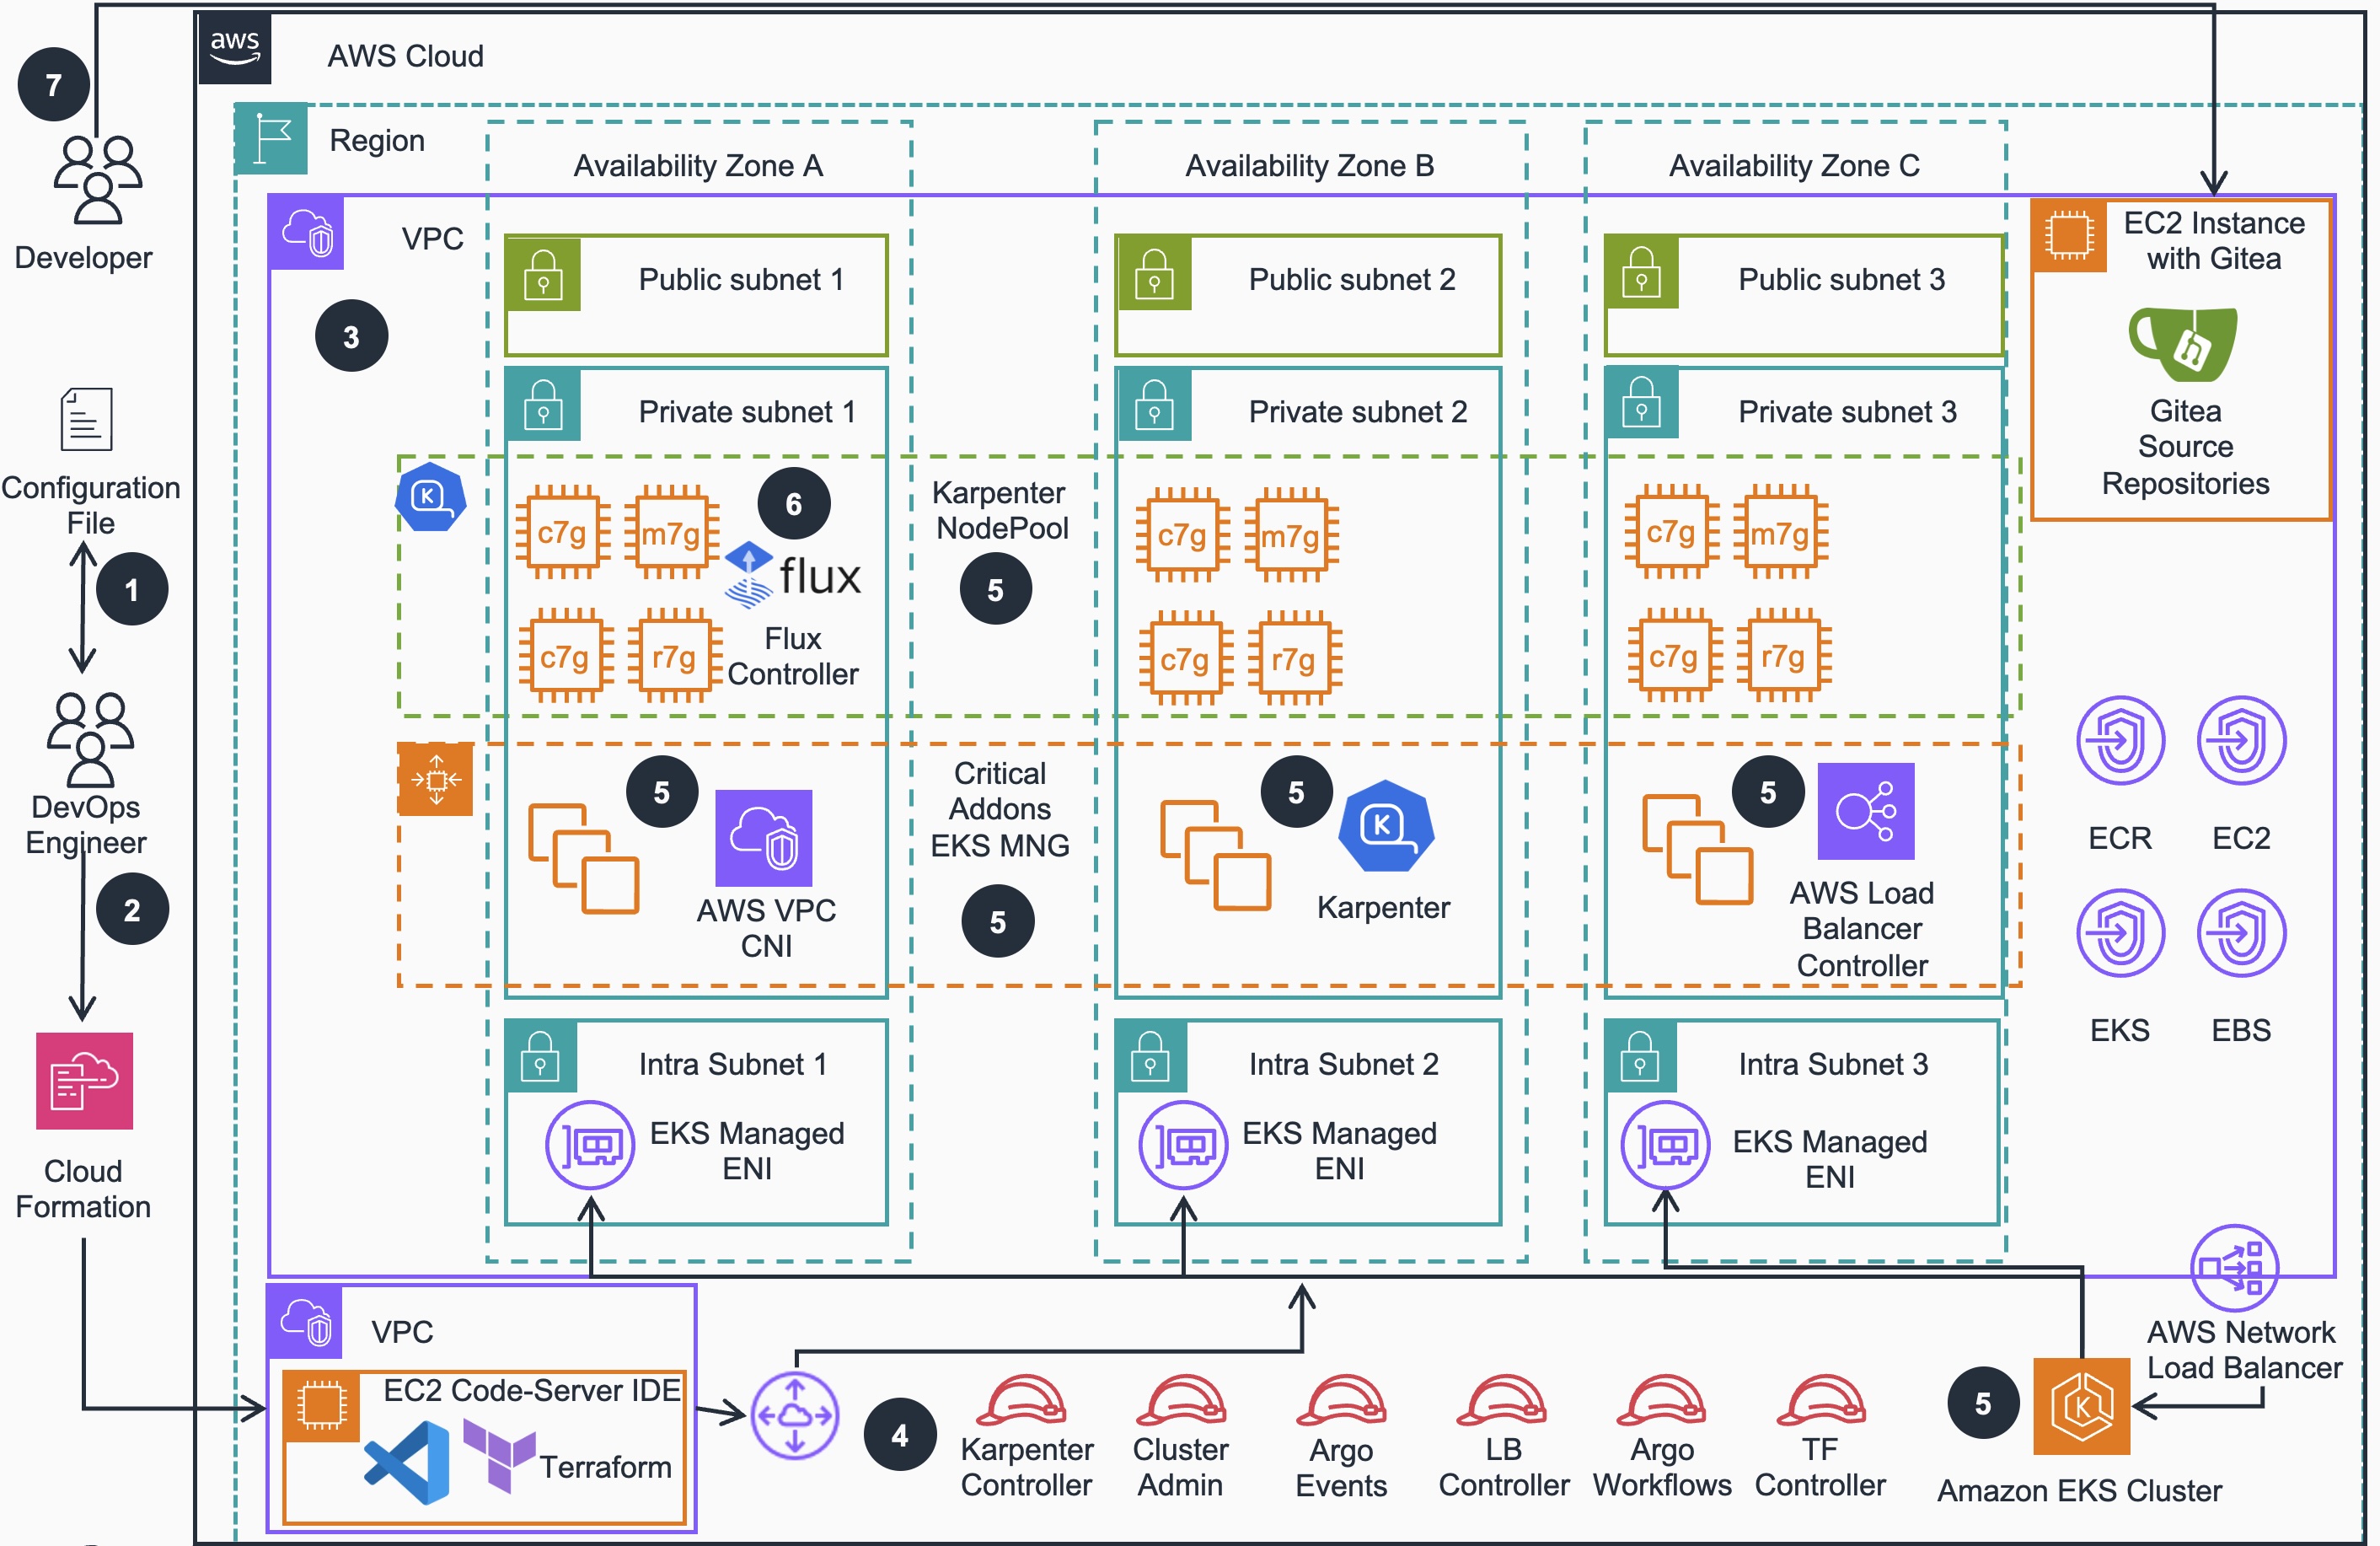 aws
AWS Cloud
7
Region
Availability Zone A
Availability Zone B
Availability Zone C
Developer
VPC
3
Public subnet 1
Public subnet 2
Public subnet 3
EC2 Instance
with Gitea
Gitea
Source
Repositories
Private subnet 1
Private subnet 2
Private subnet 3
Configuration
File
1
K
c7g
m7g
6
flux
c7g
r7g
Flux
Controller
Karpenter
NodePool
5
c7g
m7g
c7g
r7g
c7g
m7g
c7g
r7g
DevOps
Engineer
2
5
AWS VPC
CNI
Critical
Addons
EKS MNG
5
5
K
Karpenter
5
AWS Load
Balancer
Controller
ECR
EC2
EKS
EBS
Cloud
Formation
Intra Subnet 1
EKS Managed
ENI
Intra Subnet 2
EKS Managed
ENI
Intra Subnet 3
EKS Managed
ENI
VPC
EC2 Code-Server IDE
Terraform
4
Karpenter
Controller
Cluster
Admin
Argo
Events
LB
Controller
Argo
Workflows
TF
Controller
AWS Network
Load Balancer
5
K
Amazon EKS Cluster